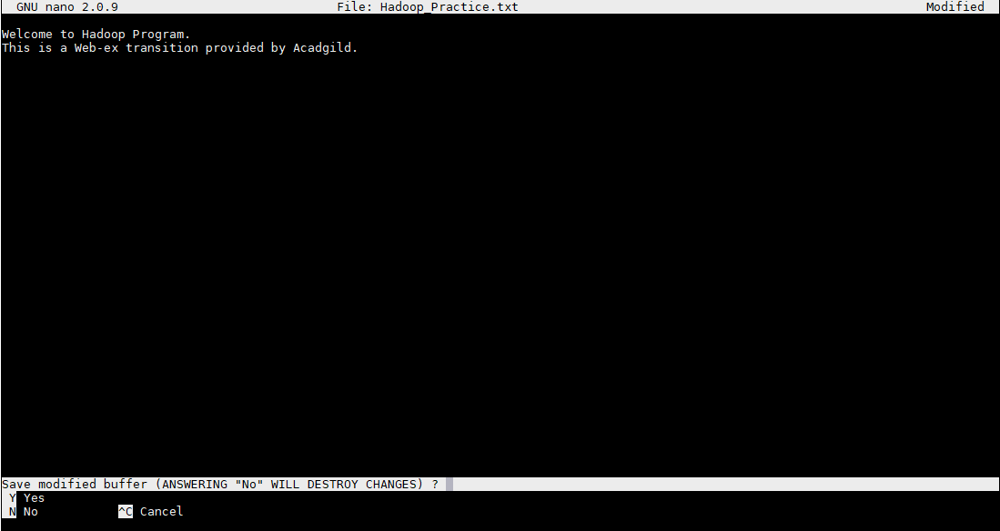 GNU nano 2.0.9 File: Hadoop_Practice.txt Modified
Welcome to Hadoop Program.
This is a Web-ex transition provided by Acadgild.
Save modified buffer (ANSWERING "No" WILL DESTROY CHANGES) ?
Y Yes
N No ^C Cancel